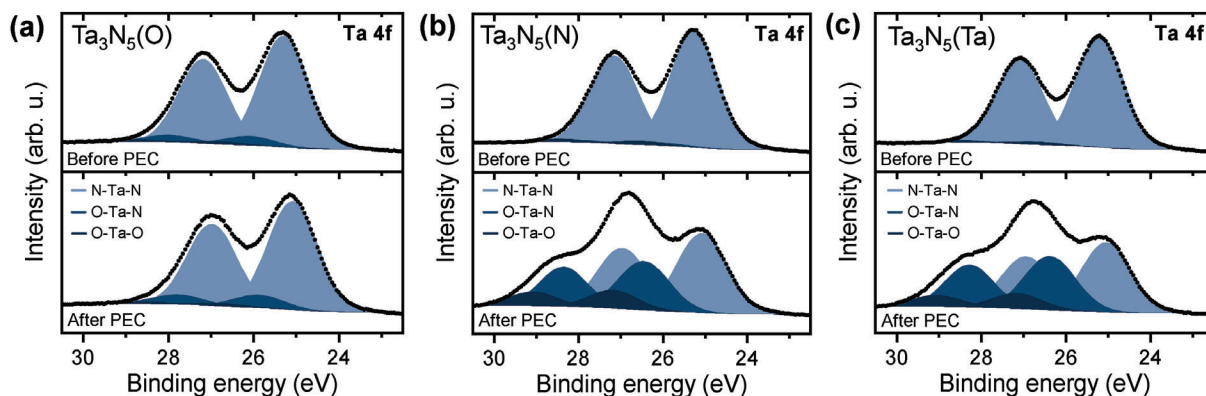 (a)
Ta₃N₅(O)
Ta 4f
Before PEC
N-Ta-N
O-Ta-N
O-Ta-O
After PEC
30 28 26 24
Binding energy (eV)
Intensity (arb. u.)
(b)
Ta₃N₅(N)
Ta 4f
Before PEC
N-Ta-N
O-Ta-N
O-Ta-O
After PEC
30 28 26 24
Binding energy (eV)
Intensity (arb. u.)
(c)
Ta₃N₅(Ta)
Ta 4f
Before PEC
N-Ta-N
O-Ta-N
O-Ta-O
After PEC
30 28 26 24
Binding energy (eV)
Intensity (arb. u.)